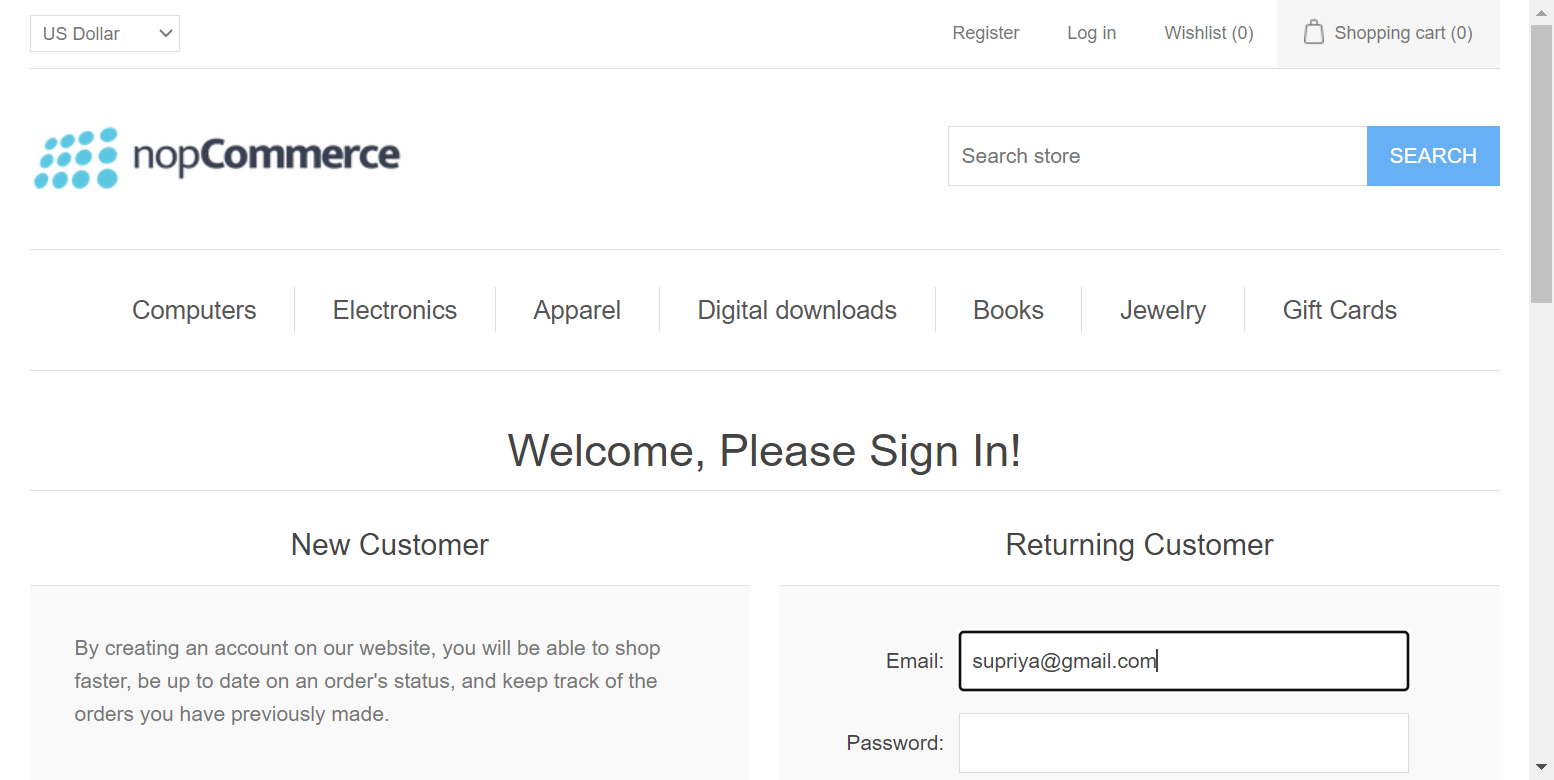 US Dollar
Register
Log in
Wishlist (0)
Shopping cart (0)
nopCommerce
Search store
SEARCH
Computers
Electronics
Apparel
Digital downloads
Books
Jewelry
Gift Cards
Welcome, Please Sign In!
New Customer
By creating an account on our website, you will be able to shop
faster, be up to date on an order's status, and keep track of the
orders you have previously made.
Returning Customer
Email:
supriya@gmail.com
Password: